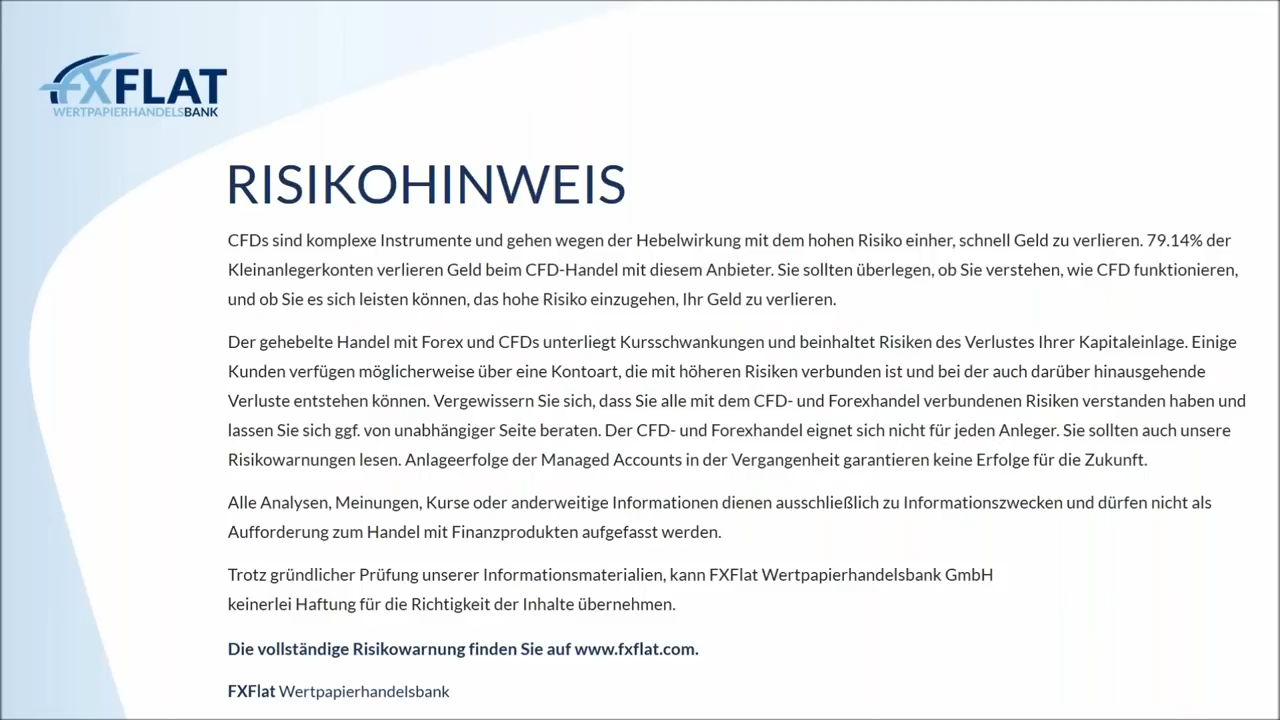 FXFLAT
WERTPAPIERHANDELSBANK
RISIKOHINWEIS
CFDs sind komplexe Instrumente und gehen wegen der Hebelwirkung mit dem hohen Risiko einher, schnell Geld zu verlieren. 79.14% der
Kleinanlegerkonten verlieren Geld beim CFD-Handel mit diesem Anbieter. Sie sollten überlegen, ob Sie verstehen, wie CFD funktionieren,
und ob Sie es sich leisten können, das hohe Risiko einzugehen, Ihr Geld zu verlieren.
Der gehebelte Handel mit Forex und CFDs unterliegt Kursschwankungen und beinhaltet Risiken des Verlustes Ihrer Kapitaleinlage. Einige
Kunden verfügen möglicherweise über eine Kontoart, die mit höheren Risiken verbunden ist und bei der auch darüber hinausgehende
Verluste entstehen können. Vergewissern Sie sich, dass Sie alle mit dem CFD- und Forexhandel verbundenen Risiken verstanden haben und
lassen Sie sich ggf. von unabhängiger Seite beraten. Der CFD- und Forexhandel eignet sich nicht für jeden Anleger. Sie sollten auch unsere
Risikowarnungen lesen. Anlageerfolge der Managed Accounts in der Vergangenheit garantieren keine Erfolge für die Zukunft.
Alle Analysen, Meinungen, Kurse oder anderweitige Informationen dienen ausschließlich zu Informationszwecken und dürfen nicht als
Aufforderung zum Handel mit Finanzprodukten aufgefasst werden.
Trotz gründlicher Prüfung unserer Informationsmaterialien, kann FXFlat Wertpapierhandelsbank GmbH
keinerlei Haftung für die Richtigkeit der Inhalte übernehmen.
Die vollständige Risikowarnung finden Sie auf www.fxflat.com.
FXFlat Wertpapierhandelsbank